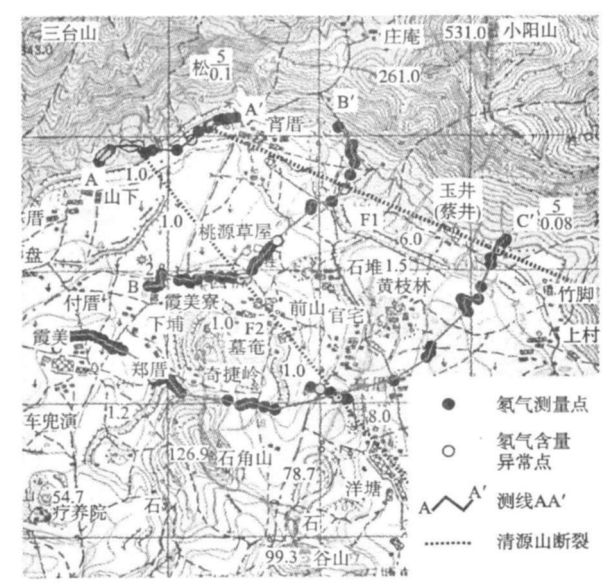 三台山
庄庵
531.0
小阳山
松 5
0.1
261.0
A′
B′
宵厝
A
1.0
山下
玉井
(蔡井)
C′
5
0.08
厝
1.0
F1
盘
桃源草屋
6.0
石堆
1.5
B
2
付厝
霞美寮
黄枝林
竹脚
下埔
1.0
F2
前山
官宅
霞美
墓奄
上村
郑厝
奇捷岭
1.0
车兜演
1.2
8.0
氡气测量点
氡气含量
异常点
126.9
石角山
78.7
洋塘
54.7
疗养院
石
石
A
A′
测线AA′
99.3
谷山
清源山断裂